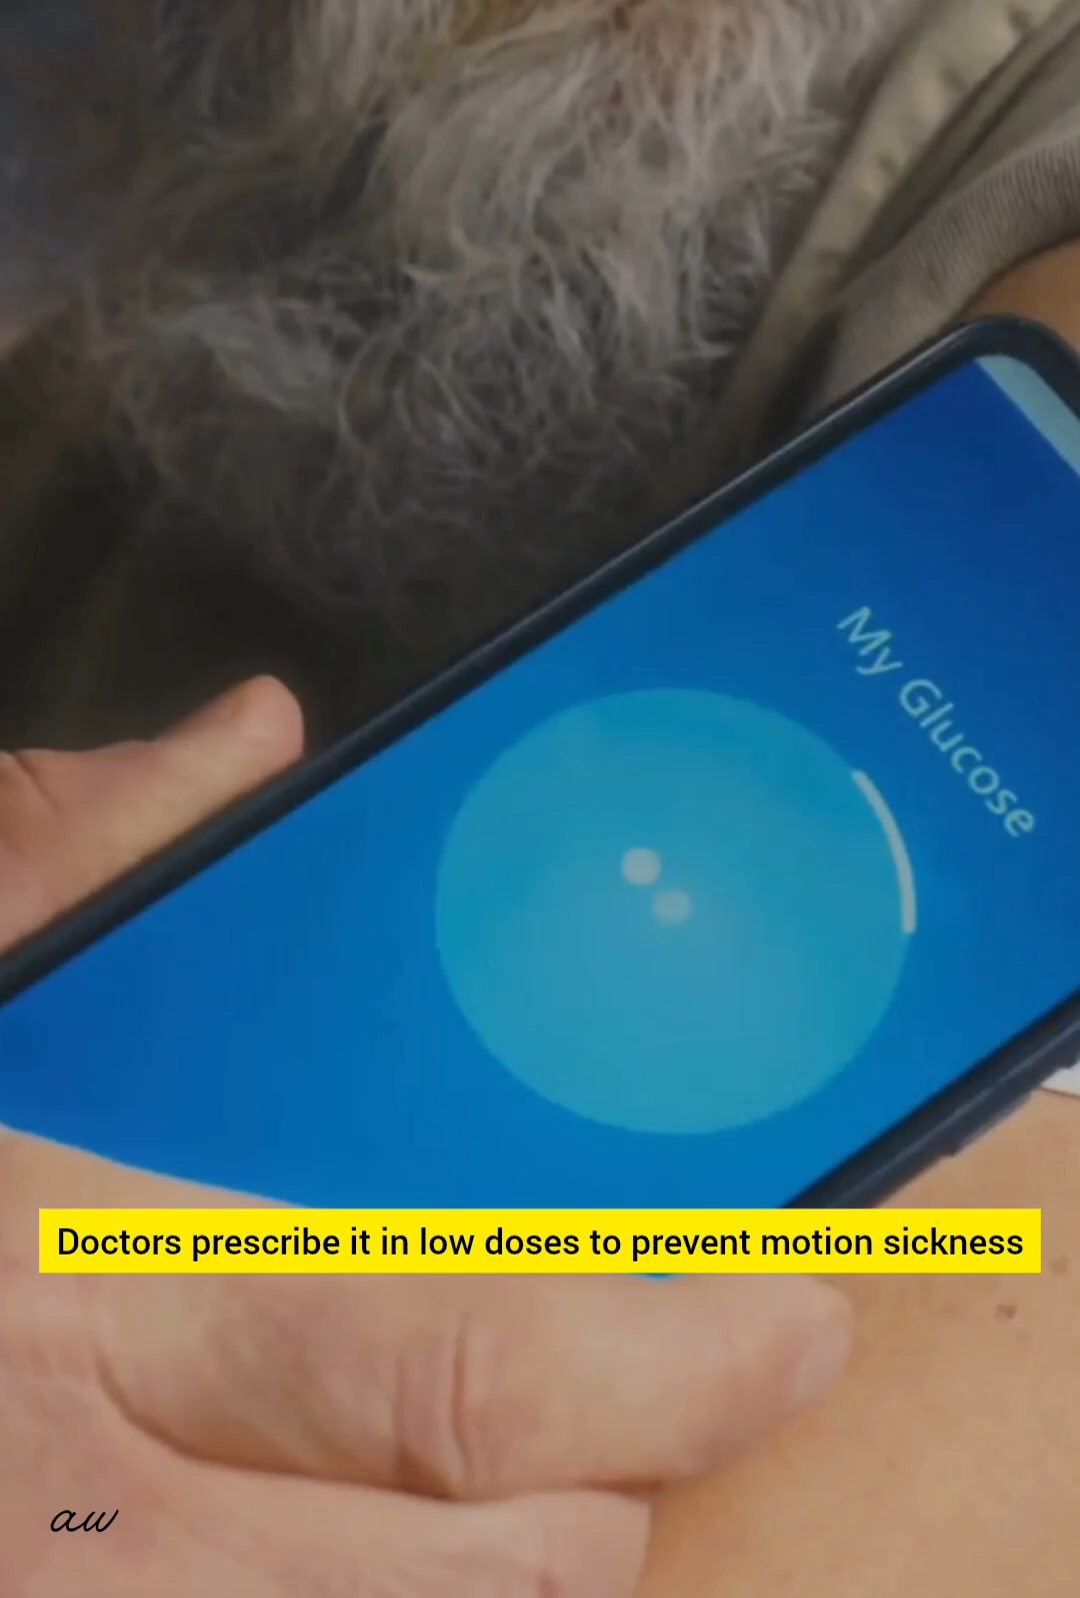 My Glucose
Doctors prescribe it in low doses to prevent motion sickness
aw